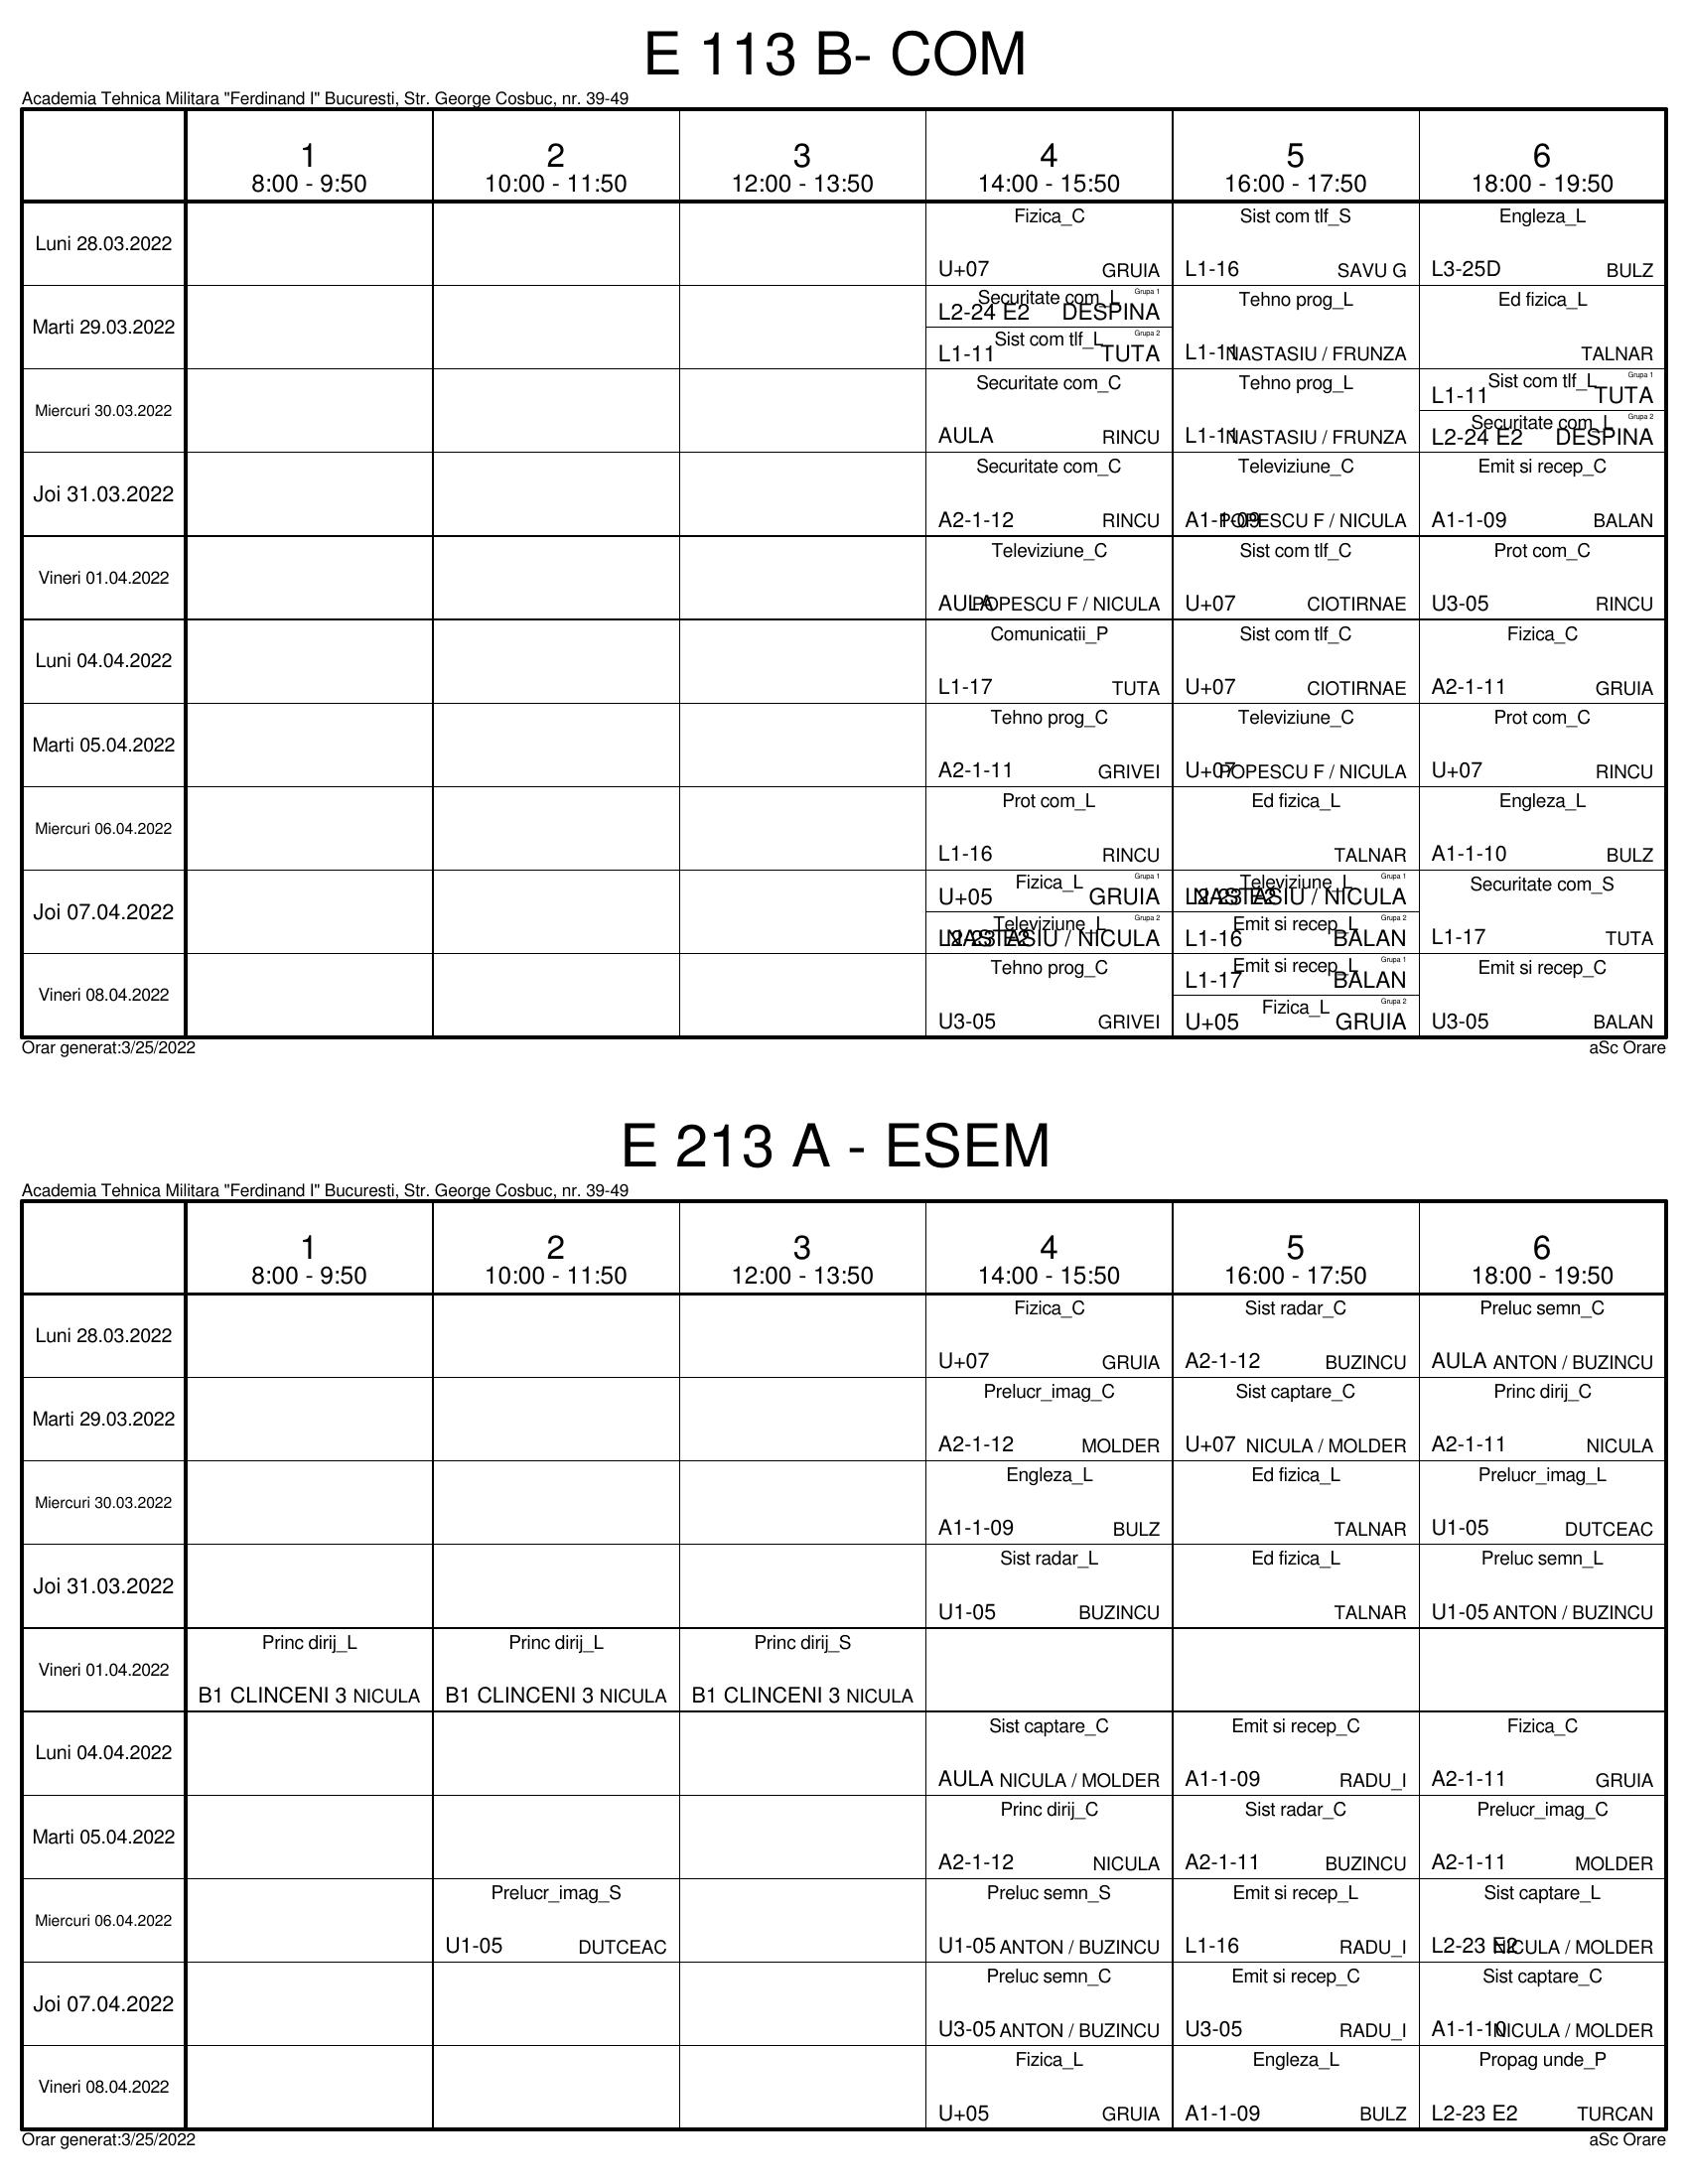 E 113 B- COM
Academia Tehnica Militara "Ferdinand I" Bucuresti, Str. George Cosbuc, nr. 39-49
1 2 3 4 5 6
8:00 - 9:50 10:00 - 11:50 12:00 - 13:50 14:00 - 15:50 16:00 - 17:50 18:00 - 19:50
Luni 28.03.2022
Fizica_C Sist com tlf_S Engleza_L
U+07 GRUIA L1-16 SAVU G L3-25D BULZ
Marti 29.03.2022
Securitate com_L Grupa 1
L2-24 E2 DESPINA
Sist com tlf_L Grupa 2
L1-11 TUTA
Tehno prog_L
L1-11 NASTASIU / FRUNZA
Ed fizica_L
TALNAR
Miercuri 30.03.2022
Securitate com_C
AULA RINCU
Tehno prog_L
L1-11 NASTASIU / FRUNZA
Sist com tlf_L Grupa 1
L1-11 TUTA
Securitate com_L Grupa 2
L2-24 E2 DESPINA
Joi 31.03.2022
Securitate com_C Televiziune_C Emit si recep_C
A2-1-12 RINCU A1-1-09 POPESCU F / NICULA A1-1-09 BALAN
Vineri 01.04.2022
Televiziune_C Sist com tlf_C Prot com_C
AULA POPESCU F / NICULA U+07 CIOTIRNAE U3-05 RINCU
Luni 04.04.2022
Comunicatii_P Sist com tlf_C Fizica_C
L1-17 TUTA U+07 CIOTIRNAE A2-1-11 GRUIA
Marti 05.04.2022
Tehno prog_C Televiziune_C Prot com_C
A2-1-11 GRIVEI U+07 POPESCU F / NICULA U+07 RINCU
Miercuri 06.04.2022
Prot com_L Ed fizica_L Engleza_L
L1-16 RINCU TALNAR A1-1-10 BULZ
Joi 07.04.2022
Fizica_L Grupa 1
U+05 GRUIA
Televiziune_L Grupa 2
L2-23 E2 NASTASIU / NICULA
Televiziune_L Grupa 1
L2-23 E2 NASTASIU / NICULA
Emit si recep_L Grupa 2
L1-16 BALAN
Securitate com_S
L1-17 TUTA
Vineri 08.04.2022
Tehno prog_C
U3-05 GRIVEI
Emit si recep_L Grupa 1
L1-17 BALAN
Fizica_L Grupa 2
U+05 GRUIA
Emit si recep_C
U3-05 BALAN
Orar generat:3/25/2022 aSc Orare
E 213 A - ESEM
Academia Tehnica Militara "Ferdinand I" Bucuresti, Str. George Cosbuc, nr. 39-49
1 2 3 4 5 6
8:00 - 9:50 10:00 - 11:50 12:00 - 13:50 14:00 - 15:50 16:00 - 17:50 18:00 - 19:50
Luni 28.03.2022
Fizica_C Sist radar_C Preluc semn_C
U+07 GRUIA A2-1-12 BUZINCU AULA ANTON / BUZINCU
Marti 29.03.2022
Prelucr_imag_C Sist captare_C Princ dirij_C
A2-1-12 MOLDER U+07 NICULA / MOLDER A2-1-11 NICULA
Miercuri 30.03.2022
Engleza_L Ed fizica_L Prelucr_imag_L
A1-1-09 BULZ TALNAR U1-05 DUTCEAC
Joi 31.03.2022
Sist radar_L Ed fizica_L Preluc semn_L
U1-05 BUZINCU TALNAR U1-05 ANTON / BUZINCU
Vineri 01.04.2022
Princ dirij_L Princ dirij_L Princ dirij_S
B1 CLINCENI 3 NICULA B1 CLINCENI 3 NICULA B1 CLINCENI 3 NICULA
Luni 04.04.2022
Sist captare_C Emit si recep_C Fizica_C
AULA NICULA / MOLDER A1-1-09 RADU_I A2-1-11 GRUIA
Marti 05.04.2022
Princ dirij_C Sist radar_C Prelucr_imag_C
A2-1-12 NICULA A2-1-11 BUZINCU A2-1-11 MOLDER
Miercuri 06.04.2022
Prelucr_imag_S Preluc semn_S Emit si recep_L Sist captare_L
U1-05 DUTCEAC U1-05 ANTON / BUZINCU L1-16 RADU_I L2-23 E2 NICULA / MOLDER
Joi 07.04.2022
Preluc semn_C Emit si recep_C Sist captare_C
U3-05 ANTON / BUZINCU U3-05 RADU_I A1-1-10 NICULA / MOLDER
Vineri 08.04.2022
Fizica_L Engleza_L Propag unde_P
U+05 GRUIA A1-1-09 BULZ L2-23 E2 TURCAN
Orar generat:3/25/2022 aSc Orare